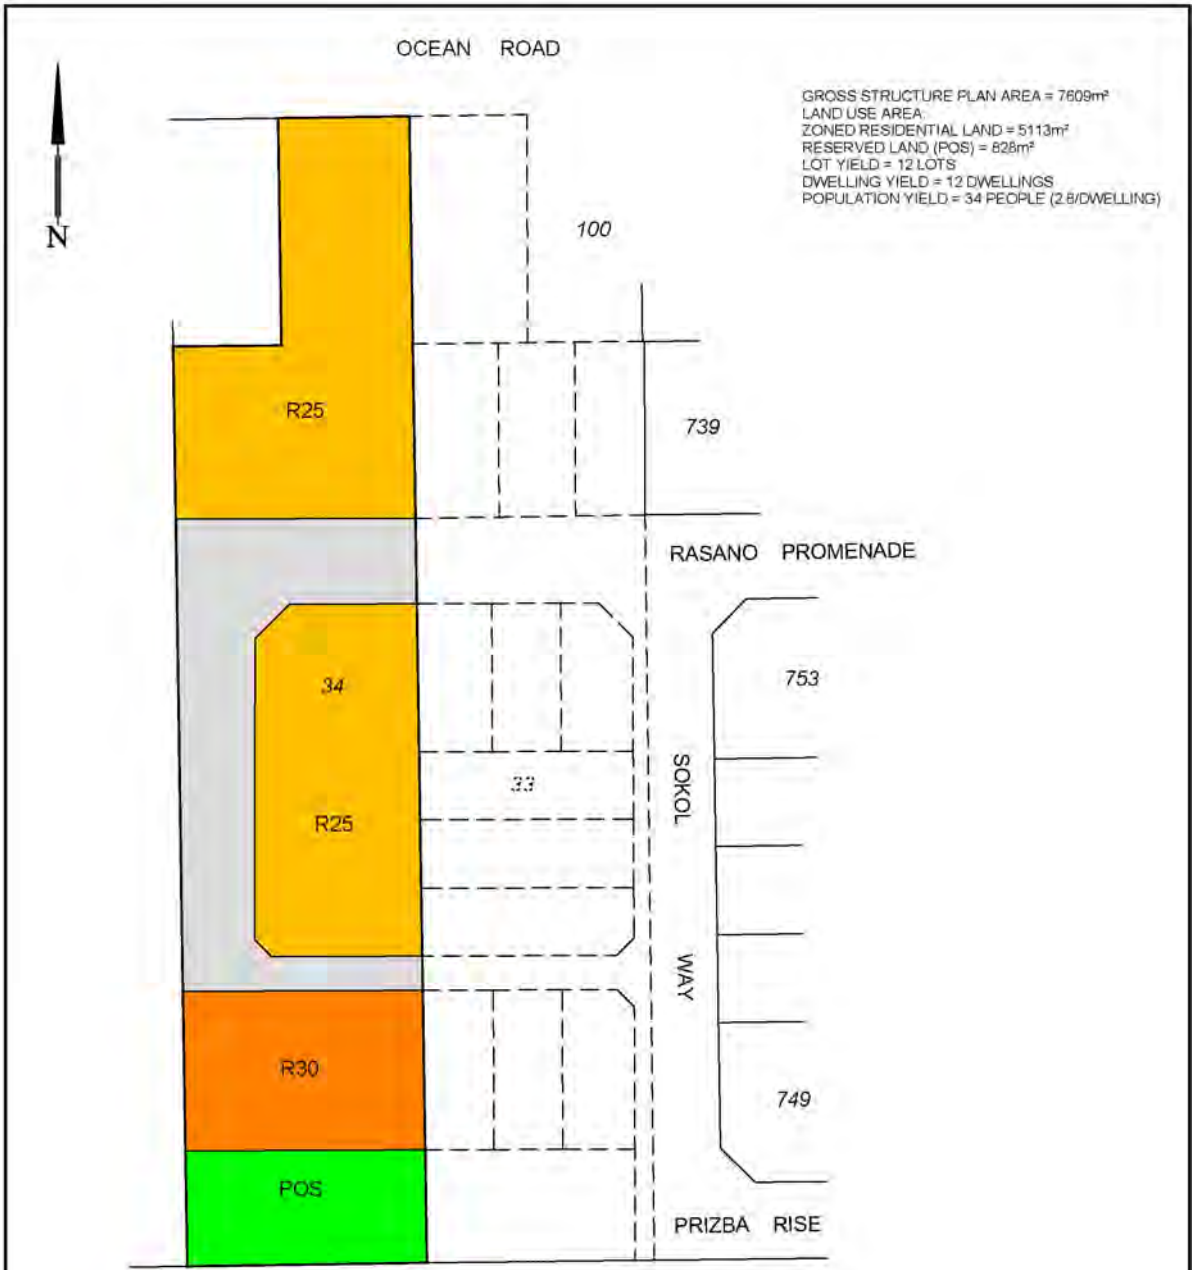 OCEAN ROAD
GROSS STRUCTURE PLAN AREA = 7609m²
LAND USE AREA:
ZONED RESIDENTIAL LAND = 5113m²
RESERVED LAND (POS) = 828m²
LOT YIELD = 12 LOTS
DWELLING YIELD = 12 DWELLINGS
POPULATION YIELD = 34 PEOPLE (2.8/DWELLING)
N
100
R25
739
RASANO PROMENADE
34
753
33
SOKOL WAY
R25
R30
749
POS
PRIZBA RISE